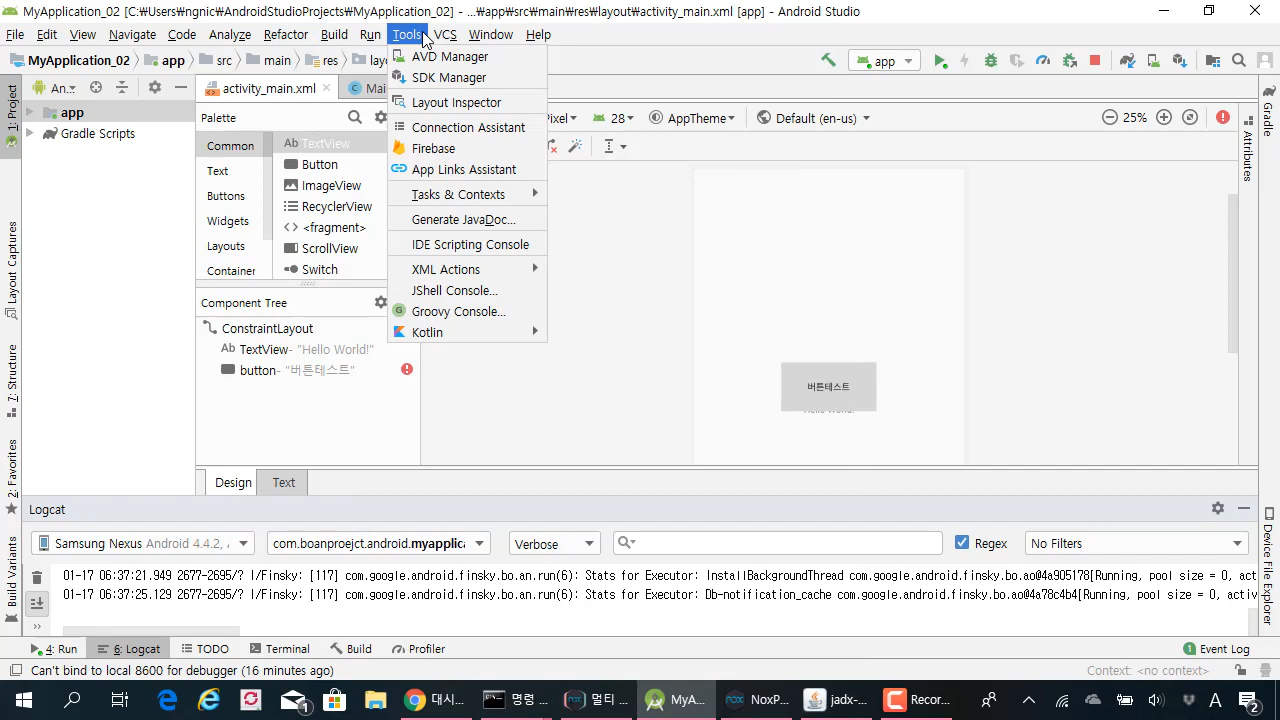 MyApplication_02 [C:₩Users₩ngnic₩AndroidStudioProjects₩MyApplication_02] - ...₩app₩src₩main₩res₩layout₩activity_main.xml [app] - Android Studio
File Edit View Navigate Code Analyze Refactor Build Run Tools VCS Window Help
MyApplication_02 app src main res app
AVD Manager
SDK Manager
Layout Inspector
Connection Assistant
Firebase
App Links Assistant
Tasks & Contexts
Generate JavaDoc...
IDE Scripting Console
XML Actions
JShell Console...
Groovy Console...
Kotlin
1: Project
Layout Captures
7: Structure
2: Favorites
Build Variants
An...
app
Gradle Scripts
activity_main.xml
Palette
Common
Text
Buttons
Widgets
Layouts
Container
Ab TextView
Button
ImageView
RecyclerView
<fragment>
ScrollView
Switch
Component Tree
ConstraintLayout
Ab TextView- "Hello World!"
button- "버튼테스트"
28 AppTheme Default (en-us) 25%
버튼테스트
Design Text
Gradle
Attributes
Device File Explorer
Logcat
Samsung Nexus Android 4.4.2, com.boanproejct.android.myapplic Verbose Regex No Filters
01-17 06:37:21.949 2677-2695/? I/Finsky: [117] com.google.android.finsky.bo.an.run(6): Stats for Executor: InstallBackgroundThread com.google.android.finsky.bo.ao@4a905178[Running, pool size = 0, act
01-17 06:37:25.129 2677-2695/? I/Finsky: [117] com.google.android.finsky.bo.an.run(6): Stats for Executor: Db-notification_cache com.google.android.finsky.bo.ao@4a78c4b4[Running, pool size = 0, activ
4: Run 6: Logcat TODO Terminal Build Profiler 1 Event Log
Can't bind to local 8600 for debugger (16 minutes ago) Context: <no context>
대시... 명령 ... 멀티 ... MyA... NoxP... jadx-... Recor... A 2